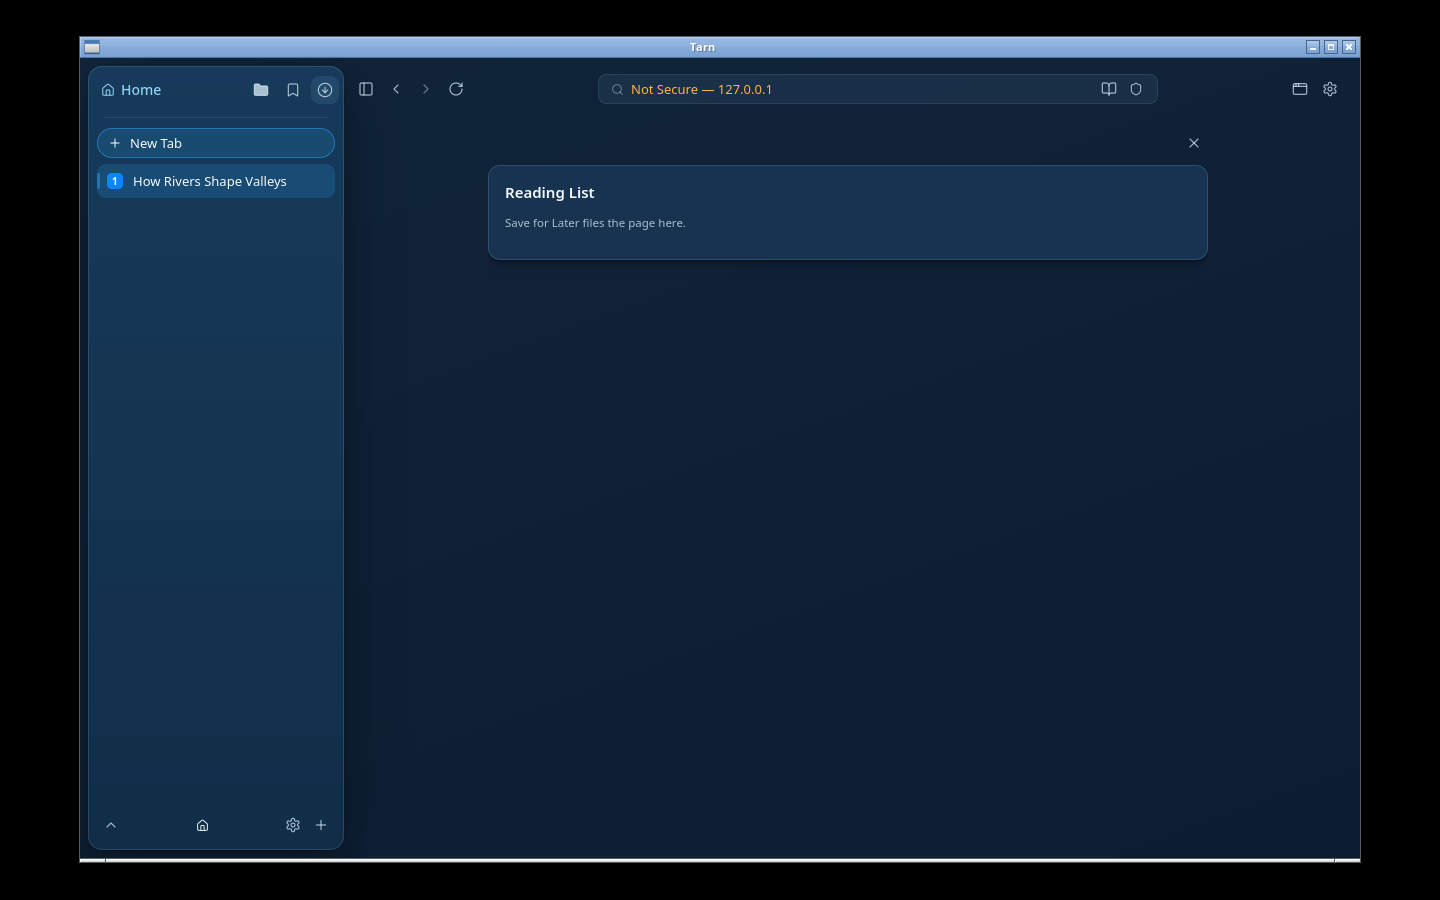 Tarn
Home
Not Secure — 127.0.0.1
New Tab
1 How Rivers Shape Valleys
Reading List
Save for Later files the page here.